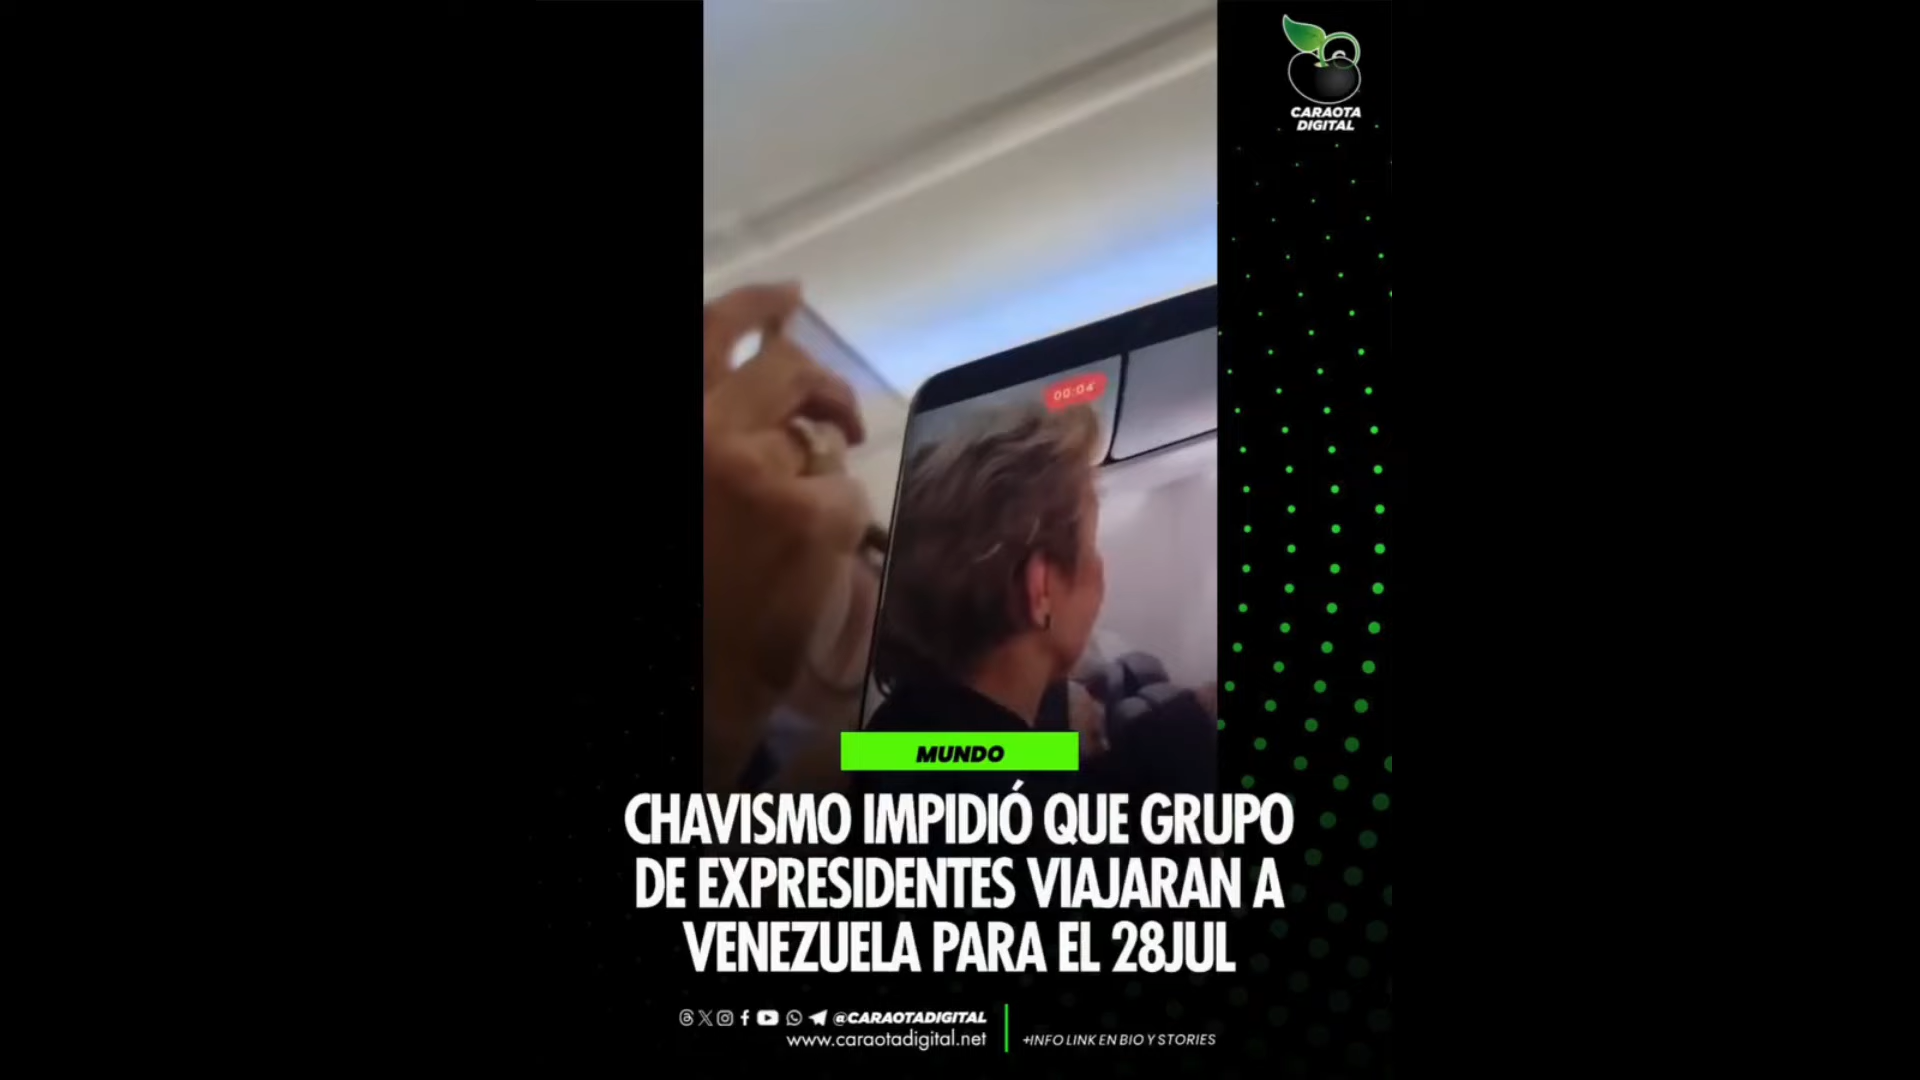 CARAOTA
DIGITAL
00:04
MUNDO
CHAVISMO IMPIDIÓ QUE GRUPO
DE EXPRESIDENTES VIAJARAN A
VENEZUELA PARA EL 28JUL
@CARAOTADIGITAL
www.caraotadigital.net
+INFO LINK EN BIO Y STORIES